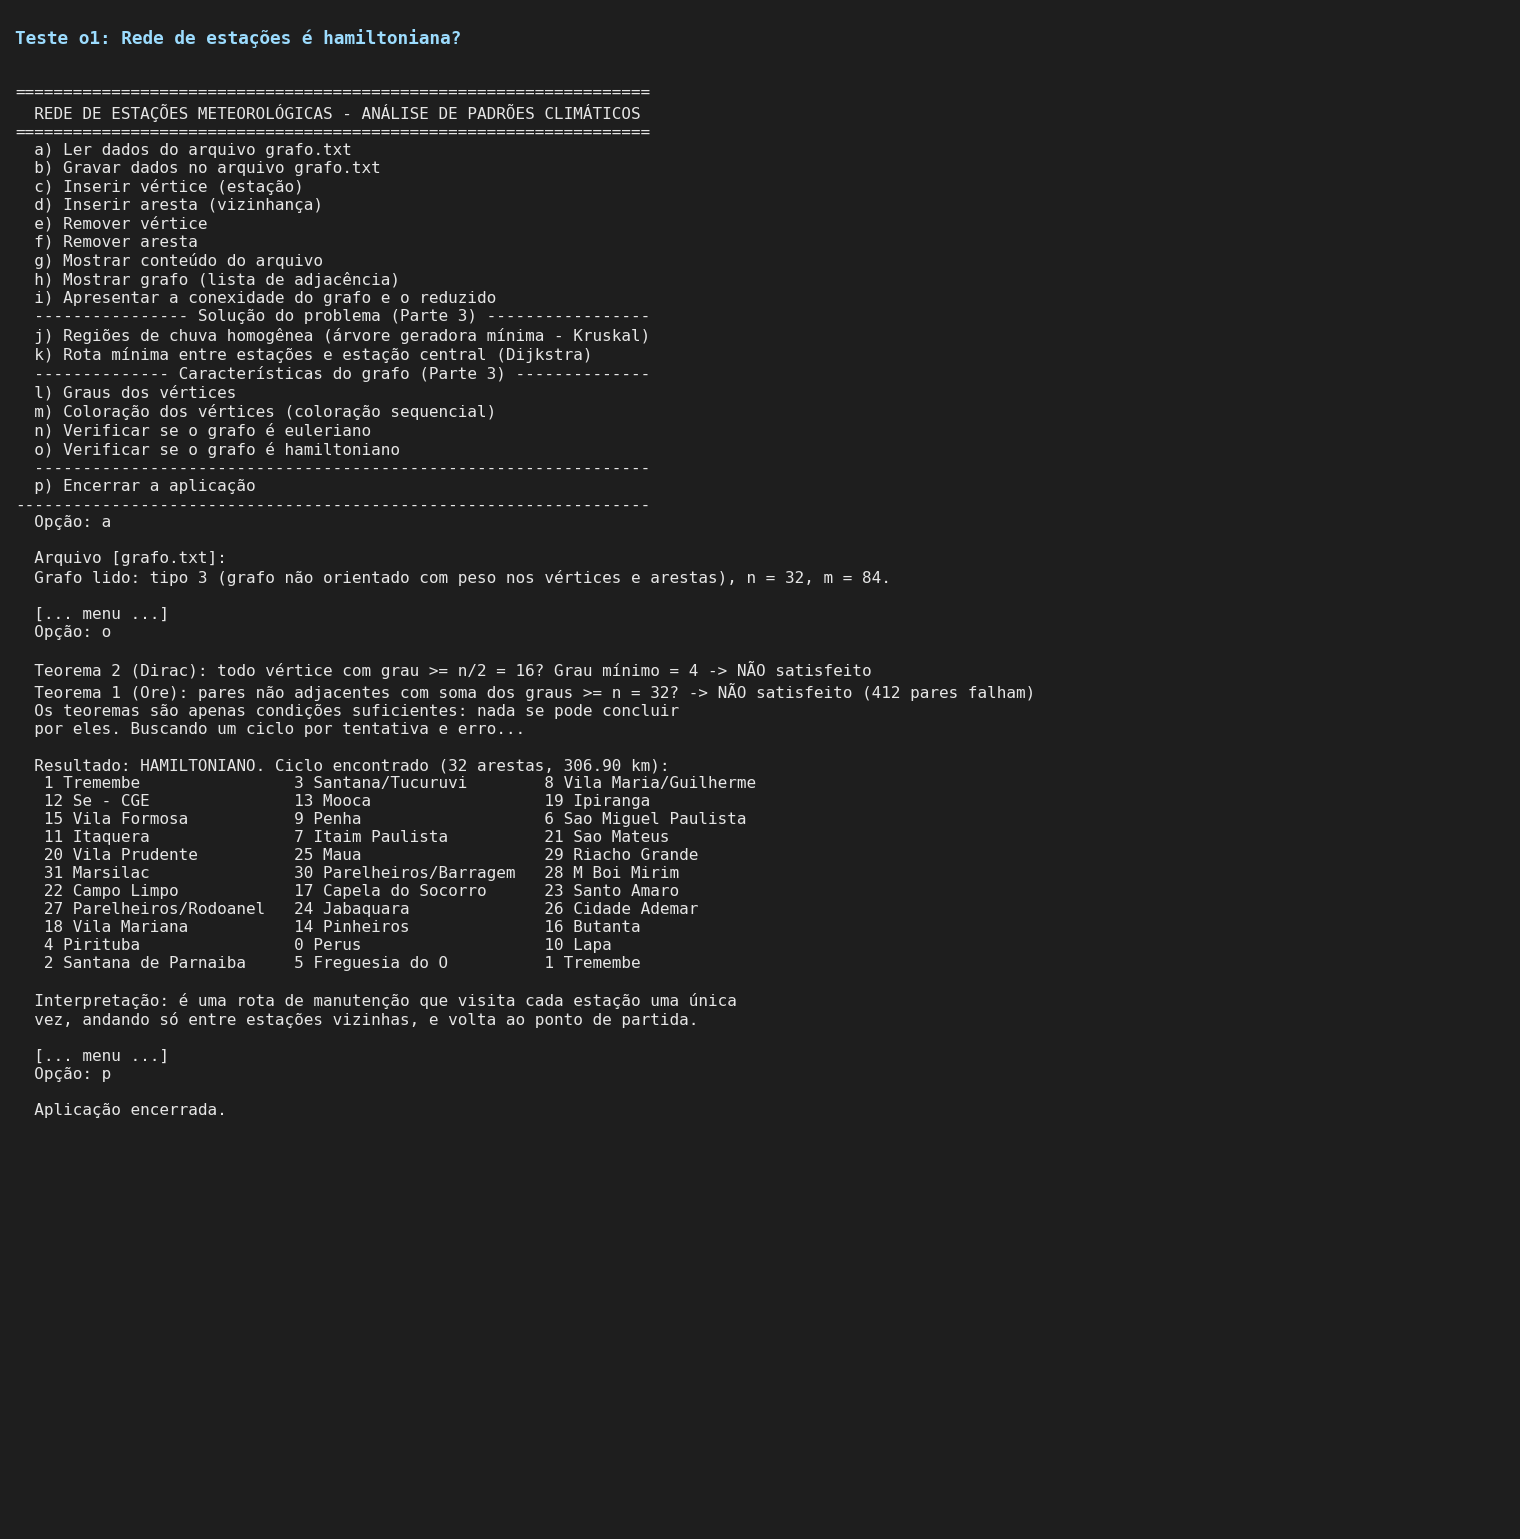 Teste o1: Rede de estações é hamiltoniana?
==================================================================
  REDE DE ESTAÇÕES METEOROLÓGICAS - ANÁLISE DE PADRÕES CLIMÁTICOS
==================================================================
  a) Ler dados do arquivo grafo.txt
  b) Gravar dados no arquivo grafo.txt
  c) Inserir vértice (estação)
  d) Inserir aresta (vizinhança)
  e) Remover vértice
  f) Remover aresta
  g) Mostrar conteúdo do arquivo
  h) Mostrar grafo (lista de adjacência)
  i) Apresentar a conexidade do grafo e o reduzido
  ---------------- Solução do problema (Parte 3) -----------------
  j) Regiões de chuva homogênea (árvore geradora mínima - Kruskal)
  k) Rota mínima entre estações e estação central (Dijkstra)
  -------------- Características do grafo (Parte 3) --------------
  l) Graus dos vértices
  m) Coloração dos vértices (coloração sequencial)
  n) Verificar se o grafo é euleriano
  o) Verificar se o grafo é hamiltoniano
  ----------------------------------------------------------------
  p) Encerrar a aplicação
------------------------------------------------------------------
  Opção: a
  Arquivo [grafo.txt]:
  Grafo lido: tipo 3 (grafo não orientado com peso nos vértices e arestas), n = 32, m = 84.
  [... menu ...]
  Opção: o
  Teorema 2 (Dirac): todo vértice com grau >= n/2 = 16? Grau mínimo = 4 -> NÃO satisfeito
  Teorema 1 (Ore): pares não adjacentes com soma dos graus >= n = 32? -> NÃO satisfeito (412 pares falham)
  Os teoremas são apenas condições suficientes: nada se pode concluir
  por eles. Buscando um ciclo por tentativa e erro...
  Resultado: HAMILTONIANO. Ciclo encontrado (32 arestas, 306.90 km):
   1 Tremembe                3 Santana/Tucuruvi        8 Vila Maria/Guilherme
   12 Se - CGE               13 Mooca                  19 Ipiranga
   15 Vila Formosa           9 Penha                   6 Sao Miguel Paulista
   11 Itaquera               7 Itaim Paulista          21 Sao Mateus
   20 Vila Prudente          25 Maua                   29 Riacho Grande
   31 Marsilac               30 Parelheiros/Barragem   28 M Boi Mirim
   22 Campo Limpo            17 Capela do Socorro      23 Santo Amaro
   27 Parelheiros/Rodoanel   24 Jabaquara              26 Cidade Ademar
   18 Vila Mariana           14 Pinheiros              16 Butanta
   4 Pirituba                0 Perus                   10 Lapa
   2 Santana de Parnaiba     5 Freguesia do O          1 Tremembe
  Interpretação: é uma rota de manutenção que visita cada estação uma única
  vez, andando só entre estações vizinhas, e volta ao ponto de partida.
  [... menu ...]
  Opção: p
  Aplicação encerrada.